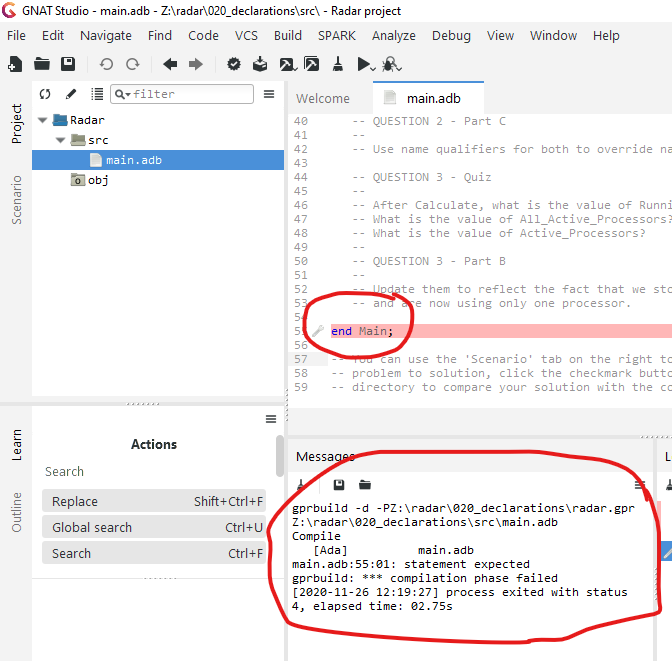 GNAT Studio - main.adb - Z:\radar\020_declarations\src\ - Radar project
File Edit Navigate Find Code VCS Build SPARK Analyze Debug View Window Help
Project
Scenario
filter
Radar
src
main.adb
obj
Welcome
main.adb
40 -- QUESTION 2 - Part C
41 --
42 -- Use name qualifiers for both to override na
43
44 -- QUESTION 3 - Quiz
45 --
46 -- After Calculate, what is the value of Runni
47 -- What is the value of All_Active_Processors?
48 -- What is the value of Active_Processors?
49 --
50 -- QUESTION 3 - Part B
51 --
52 -- Update them to reflect the fact that we sto
53 -- and are now using only one processor.
54
55 end Main;
56
57 -- You can use the 'Scenario' tab on the right to
58 -- problem to solution, click the checkmark butto
59 -- directory to compare your solution with the co
Learn
Outline
Actions
Search
Replace Shift+Ctrl+F
Global search Ctrl+U
Search Ctrl+F
Messages
L
gprbuild -d -PZ:\radar\020_declarations\radar.gpr
Z:\radar\020_declarations\src\main.adb
Compile
[Ada] main.adb
main.adb:55:01: statement expected
gprbuild: *** compilation phase failed
[2020-11-26 12:19:27] process exited with status
4, elapsed time: 02.75s